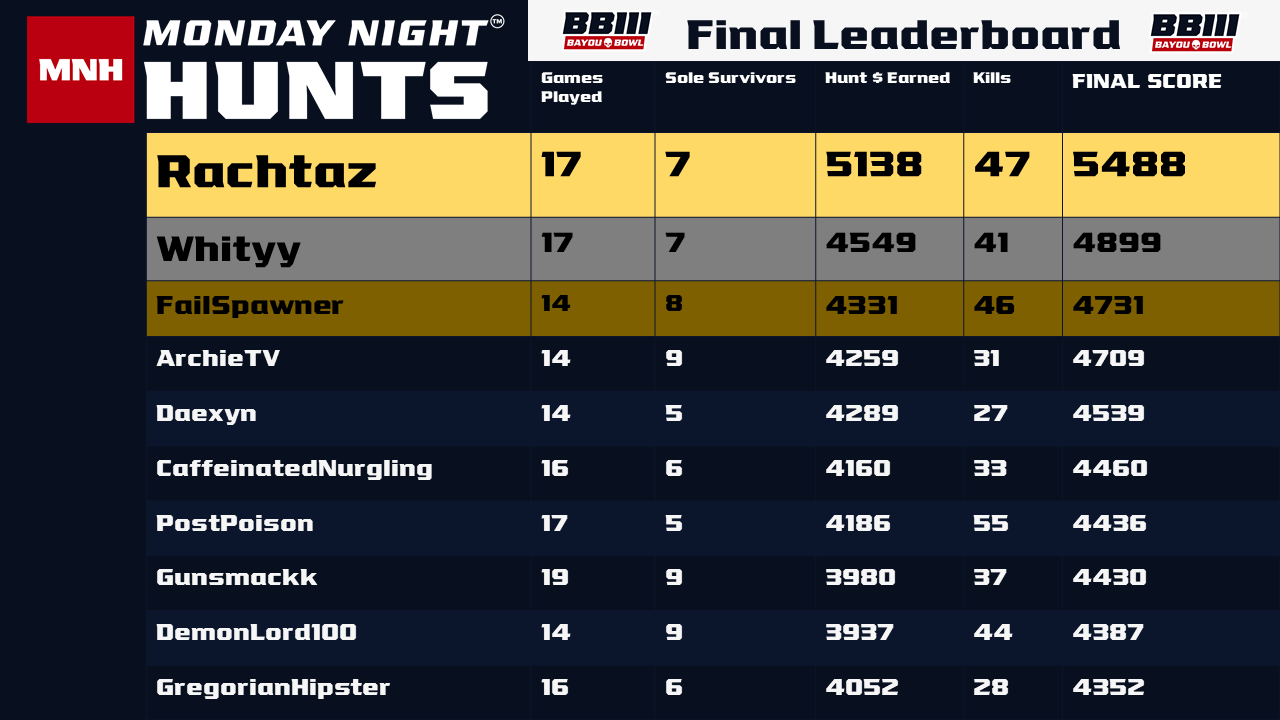 MNH
MONDAY NIGHT™
HUNTS
BBIII
BAYOU BOWL
Final Leaderboard
BBIII
BAYOU BOWL
Games Played Sole Survivors Hunt $ Earned Kills FINAL SCORE
Rachtaz 17 7 5138 47 5488
Whityy 17 7 4549 41 4899
FailSpawner 14 8 4331 46 4731
ArchieTV 14 9 4259 31 4709
Daexyn 14 5 4289 27 4539
CaffeinatedNurgling 16 6 4160 33 4460
PostPoison 17 5 4186 55 4436
Gunsmackk 19 9 3980 37 4430
DemonLord100 14 9 3937 44 4387
GregorianHipster 16 6 4052 28 4352